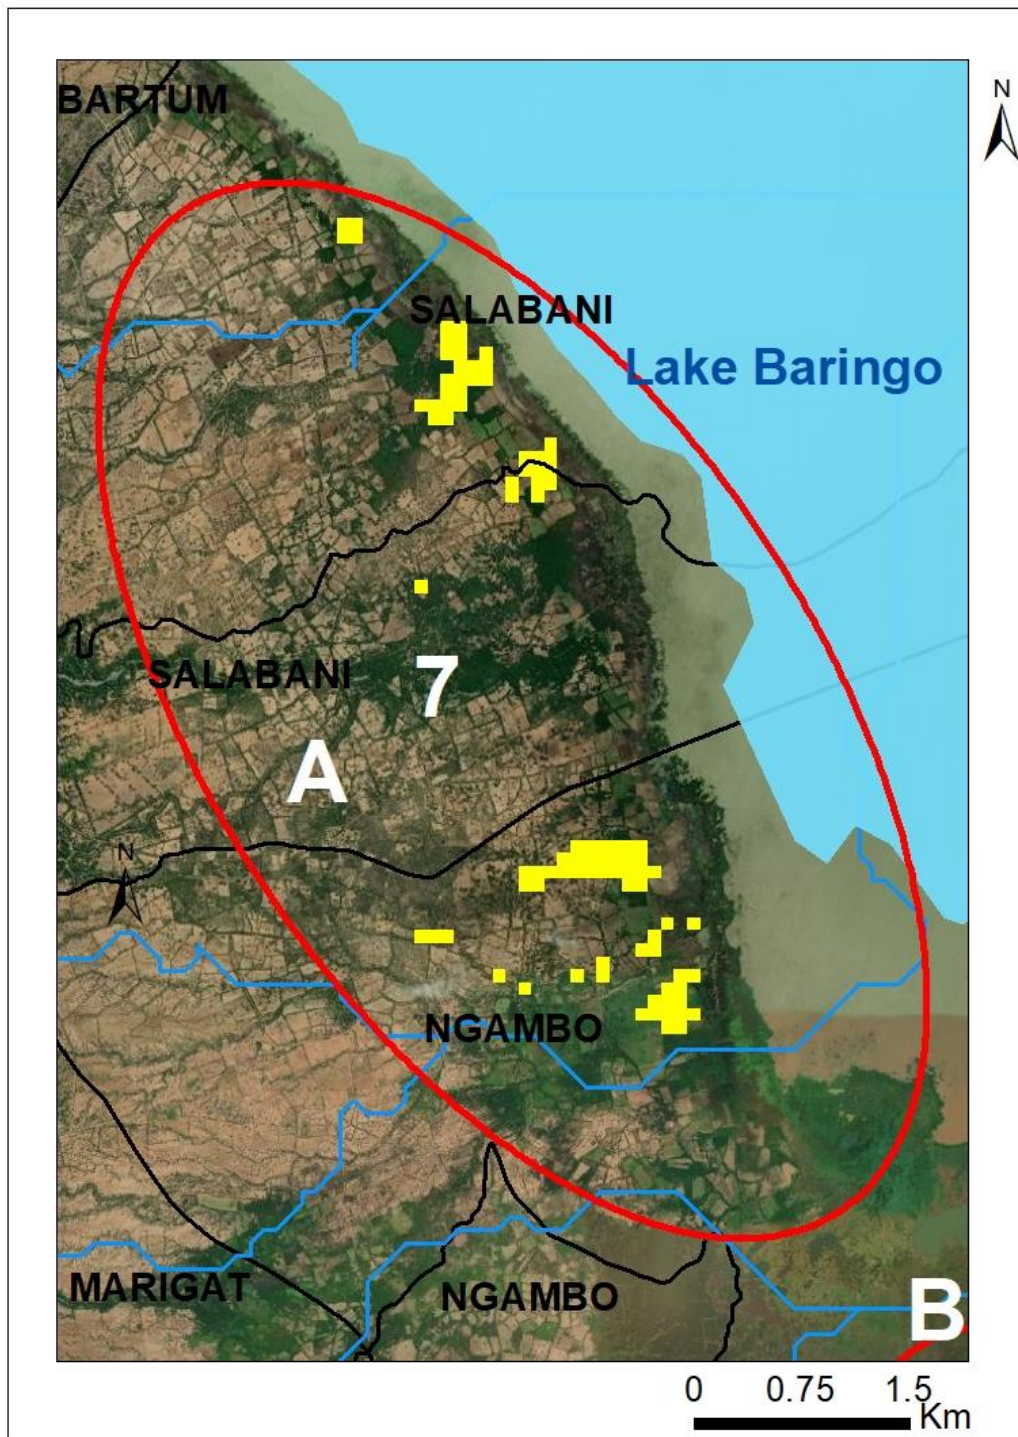 BARTUM
N
SALABANI
Lake Baringo
7
SALABANI
A
N
NGAMBO
MARIGAT
NGAMBO
B
0 0.75 1.5
Km